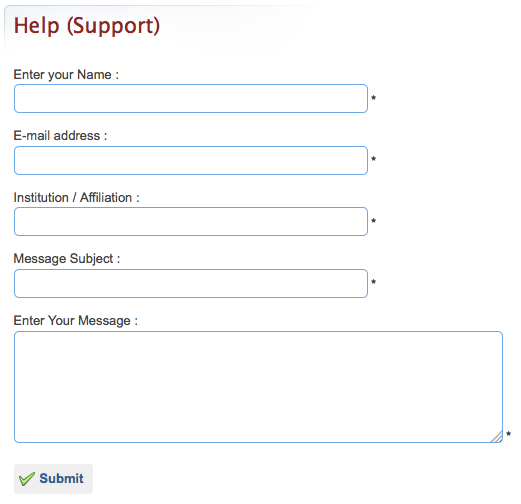 Help (Support)
Enter your Name :
*
E-mail address :
*
Institution / Affiliation :
*
Message Subject :
*
Enter Your Message :
*
Submit